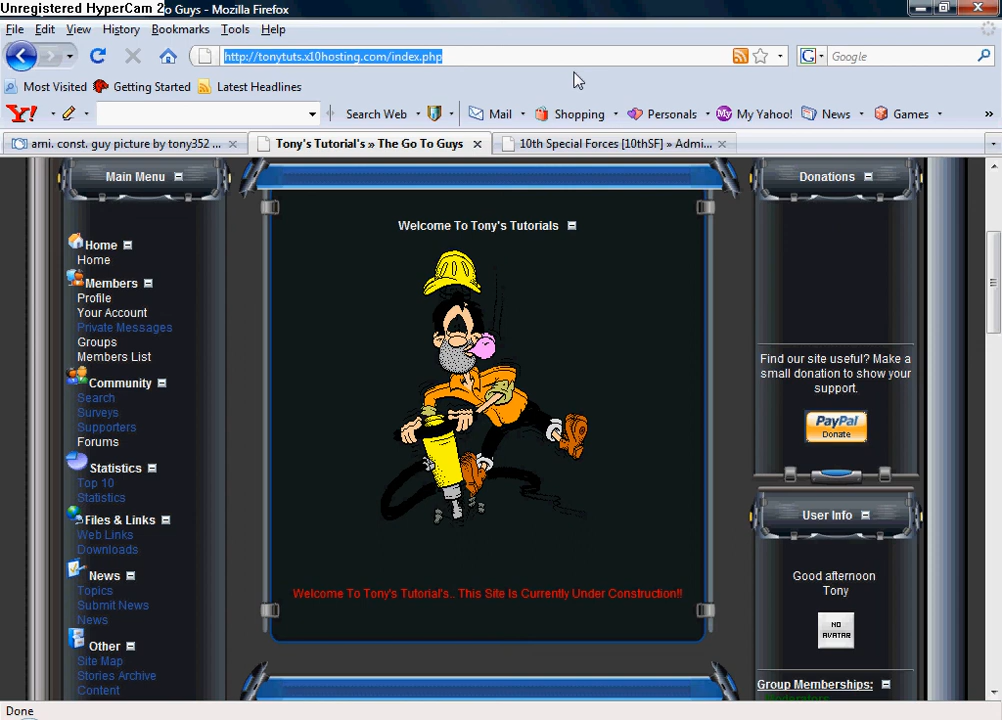 Unregistered HyperCam 2
o Guys - Mozilla Firefox
File Edit View History Bookmarks Tools Help
http://tonytuts.x10hosting.com/index.php
G Google
Most Visited Getting Started Latest Headlines
Y! Search Web Mail Shopping Personals My My Yahoo! News Games »
arni. const. guy picture by tony352 ...
Tony's Tutorial's » The Go To Guys
10th Special Forces [10thSF] » Admi...
Main Menu
Home
Home
Members
Profile
Your Account
Private Messages
Groups
Members List
Community
Search
Surveys
Supporters
Forums
Statistics
Top 10
Statistics
Files & Links
Web Links
Downloads
News
Topics
Submit News
News
Other
Site Map
Stories Archive
Content
Welcome To Tony's Tutorials
Welcome To Tony's Tutorial's.. This Site Is Currently Under Construction!!
Donations
Find our site useful? Make a
small donation to show your
support.
PayPal
Donate
User Info
Good afternoon
Tony
NO
AVATAR
Group Memberships:
Moderators
Done